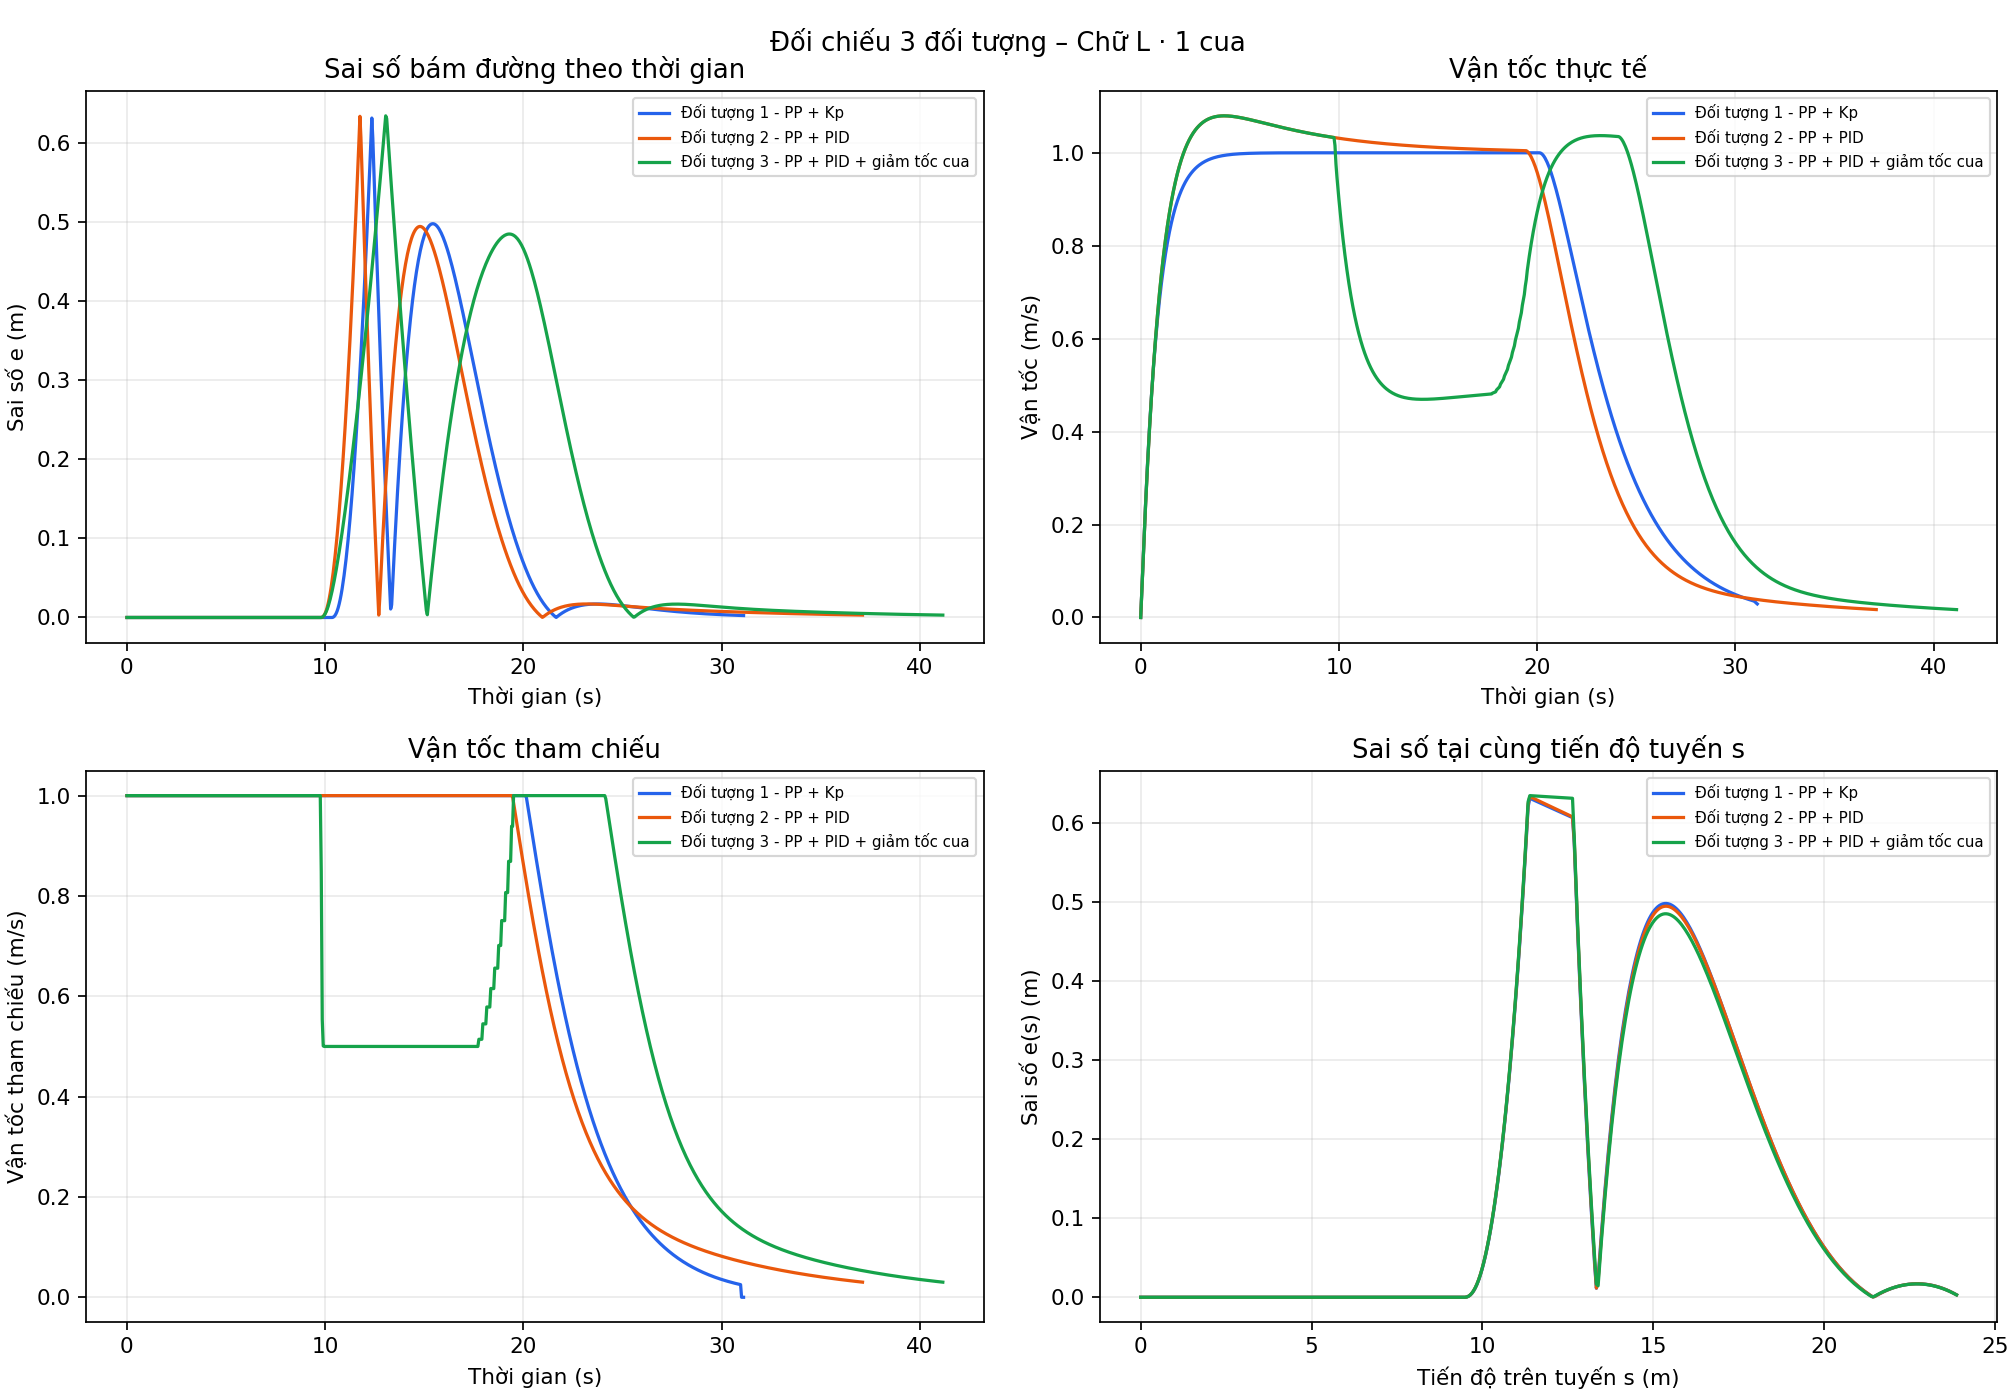 Đối chiếu 3 đối tượng – Chữ L · 1 cua
Sai số bám đường theo thời gian
Sai số e (m)
0.6
0.5
0.4
0.3
0.2
0.1
0.0
Đối tượng 1 - PP + Kp
Đối tượng 2 - PP + PID
Đối tượng 3 - PP + PID + giảm tốc cua
0 10 20 30 40
Thời gian (s)
Vận tốc thực tế
Vận tốc (m/s)
1.0
0.8
0.6
0.4
0.2
0.0
Đối tượng 1 - PP + Kp
Đối tượng 2 - PP + PID
Đối tượng 3 - PP + PID + giảm tốc cua
0 10 20 30 40
Thời gian (s)
Vận tốc tham chiếu
Vận tốc tham chiếu (m/s)
1.0
0.8
0.6
0.4
0.2
0.0
Đối tượng 1 - PP + Kp
Đối tượng 2 - PP + PID
Đối tượng 3 - PP + PID + giảm tốc cua
0 10 20 30 40
Thời gian (s)
Sai số tại cùng tiến độ tuyến s
Sai số e(s) (m)
0.6
0.5
0.4
0.3
0.2
0.1
0.0
Đối tượng 1 - PP + Kp
Đối tượng 2 - PP + PID
Đối tượng 3 - PP + PID + giảm tốc cua
0 5 10 15 20 25
Tiến độ trên tuyến s (m)